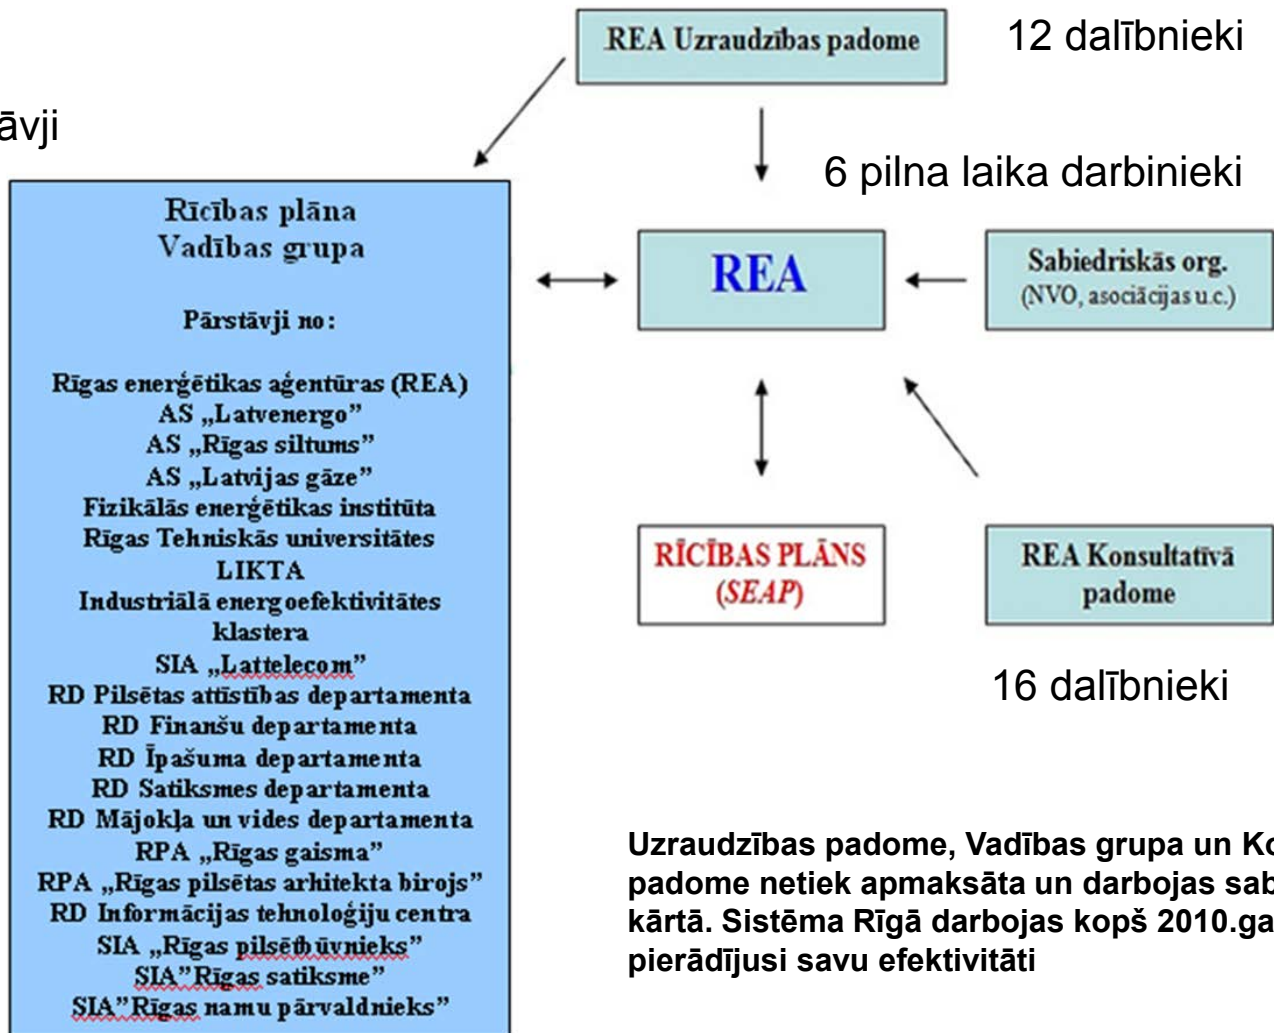 REA Uzraudzības padome
12 dalībnieki
6 pilna laika darbinieki
Rīcības plāna
Vadības grupa
Pārstāvji no:
Rīgas enerģētikas aģentūras (REA)
AS „Latvenergo”
AS „Rīgas siltums”
AS „Latvijas gāze”
Fizikālās enerģētikas institūta
Rīgas Tehniskās universitātes
LIKTA
Industriālā energoefektivitātes
klastera
SIA „Lattelecom”
RD Pilsētas attīstības departamenta
RD Finanšu departamenta
RD Īpašuma departamenta
RD Satiksmes departamenta
RD Mājokļa un vides departamenta
RPA „Rīgas gaisma”
RPA „Rīgas pilsētas arhitekta birojs”
RD Informācijas tehnoloģiju centra
SIA „Rīgas pilsētbūvnieks”
SIA”Rīgas satiksme”
SIA”Rīgas namu pārvaldnieks”
REA
Sabiedriskās org.
(NVO, asociācijas u.c.)
RĪCĪBAS PLĀNS
(SEAP)
REA Konsultatīvā
padome
16 dalībnieki
Uzraudzības padome, Vadības grupa un
padome netiek apmaksāta un darbojas
kārtā. Sistēma Rīgā darbojas kopš
pierādījusi savu efektivitāti